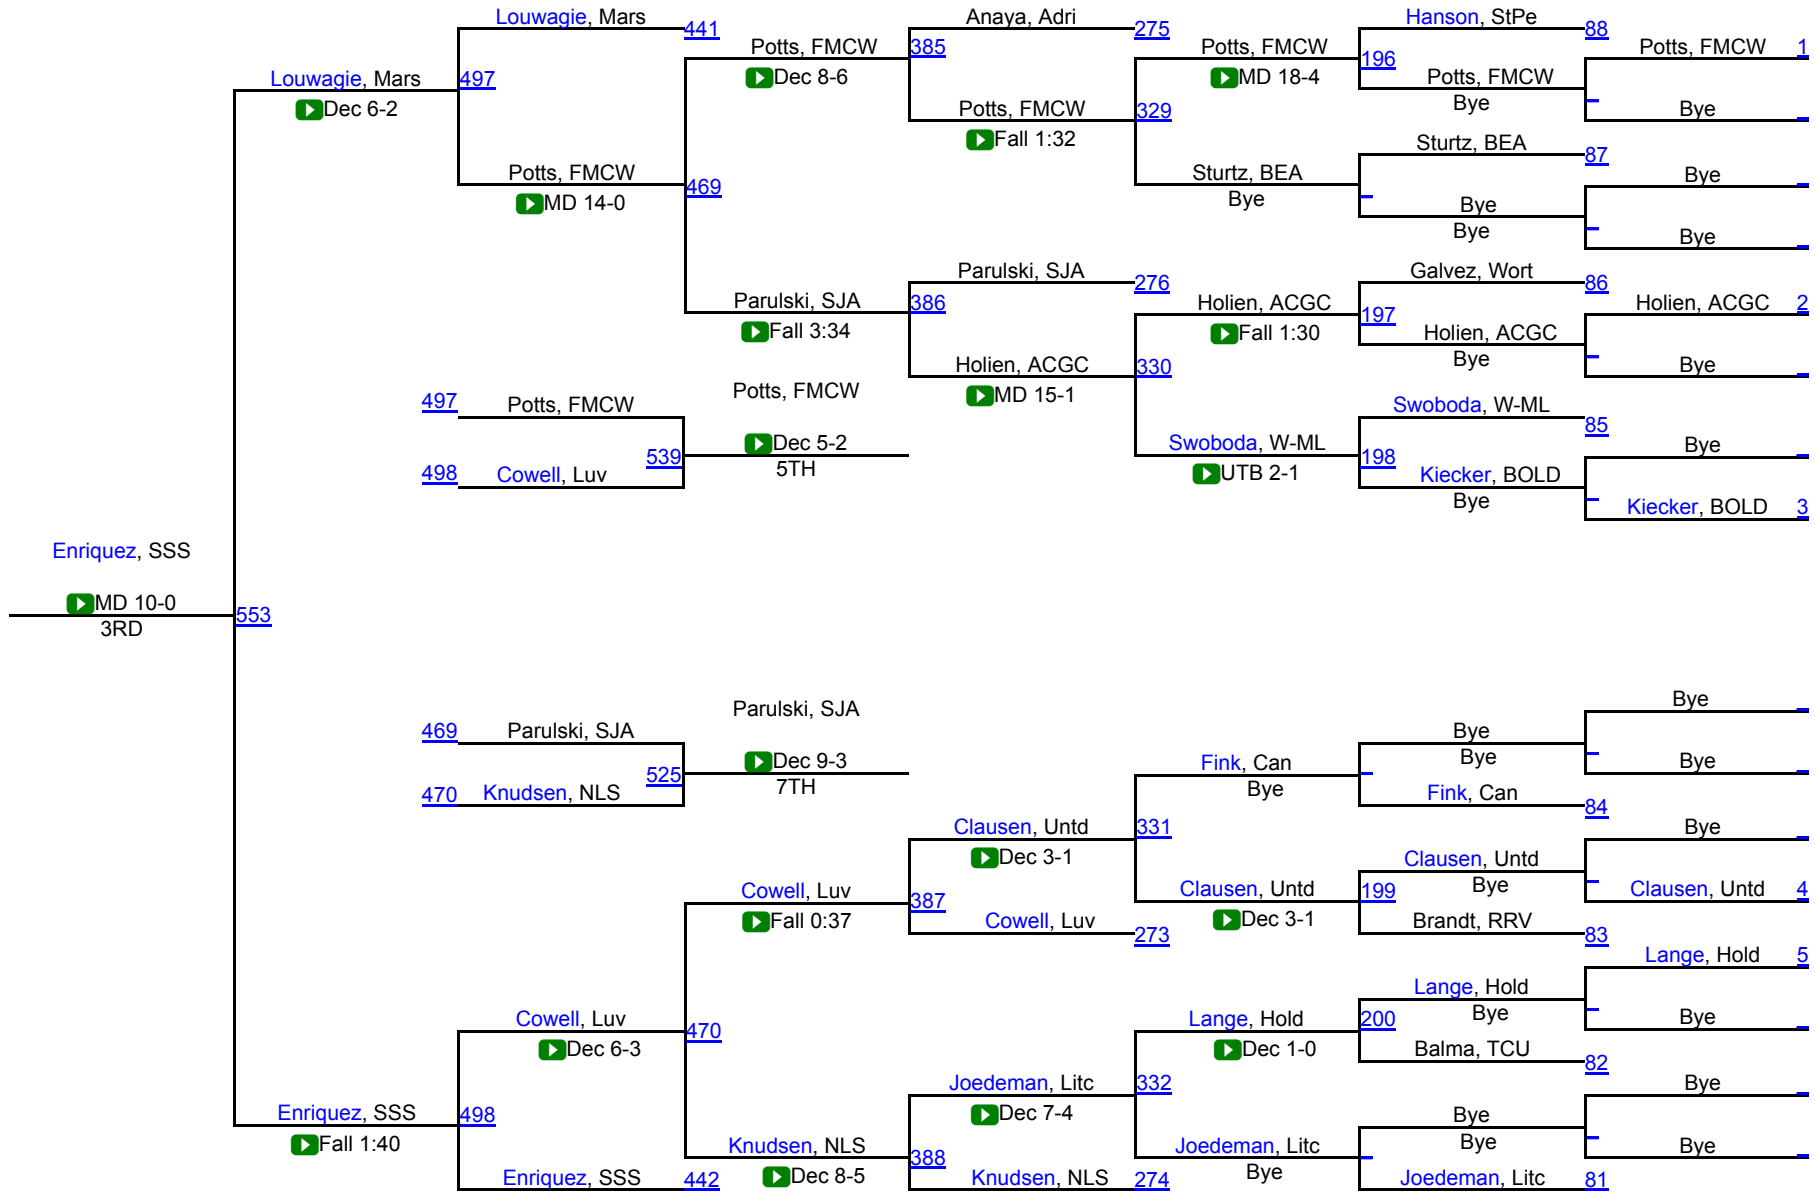 Louwagie, Mars
441
Anaya, Adri
275
Hanson, StPe
88
Potts, FMCW
385
Potts, FMCW
196
Potts, FMCW 1
Louwagie, Mars
497
Dec 8-6
MD 18-4
Potts, FMCW
Bye
Dec 6-2
Potts, FMCW
329
Bye
Fall 1:32
Sturtz, BEA
87
Potts, FMCW
469
Sturtz, BEA
Bye
Bye
MD 14-0
Bye
Bye
Bye
Parulski, SJA
276
Galvez, Wort
86
Parulski, SJA
386
Holien, ACGC
197
Holien, ACGC 2
Fall 3:34
Fall 1:30
Holien, ACGC
Bye
Holien, ACGC
330
Bye
Potts, FMCW
MD 15-1
497 Potts, FMCW
Swoboda, W-ML
85
Dec 5-2
Swoboda, W-ML
198
Bye
539
5TH
UTB 2-1
498 Cowell, Luv
Kiecker, BOLD
Bye
Kiecker, BOLD 3
Enriquez, SSS
MD 10-0
553
3RD
Parulski, SJA
Bye
469 Parulski, SJA
Bye
Bye
Dec 9-3
Fink, Can
Bye
525
7TH
Bye
470 Knudsen, NLS
Fink, Can
84
Clausen, Untd
331
Bye
Dec 3-1
Clausen, Untd
Cowell, Luv
387
Clausen, Untd
199
Bye
Clausen, Untd 4
Fall 0:37
Cowell, Luv
273
Dec 3-1
Brandt, RRV
83
Lange, Hold 5
Lange, Hold
Cowell, Luv
470
Lange, Hold
200
Bye
Bye
Dec 6-3
Dec 1-0
Balma, TCU
82
Joedeman, Litc
332
Bye
Enriquez, SSS
498
Dec 7-4
Bye
Fall 1:40
Knudsen, NLS
388
Joedeman, Litc
Bye
Bye
Enriquez, SSS
442
Dec 8-5
Knudsen, NLS
274
Bye
Joedeman, Litc
81